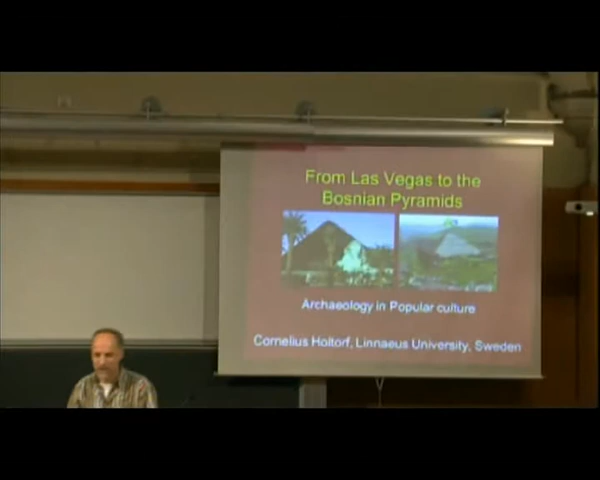 From Las Vegas to the
Bosnian Pyramids
Archaeology in Popular culture
Cornelius Holtorf, Linnaeus University, Sweden